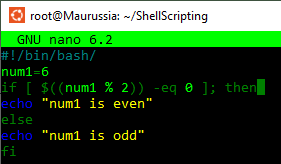 root@Maurussia: ~/ShellScripting
GNU nano 6.2
#!/bin/bash/
num1=6
if [ $((num1 % 2)) -eq 0 ]; then
echo "num1 is even"
else
echo "num1 is odd"
fi